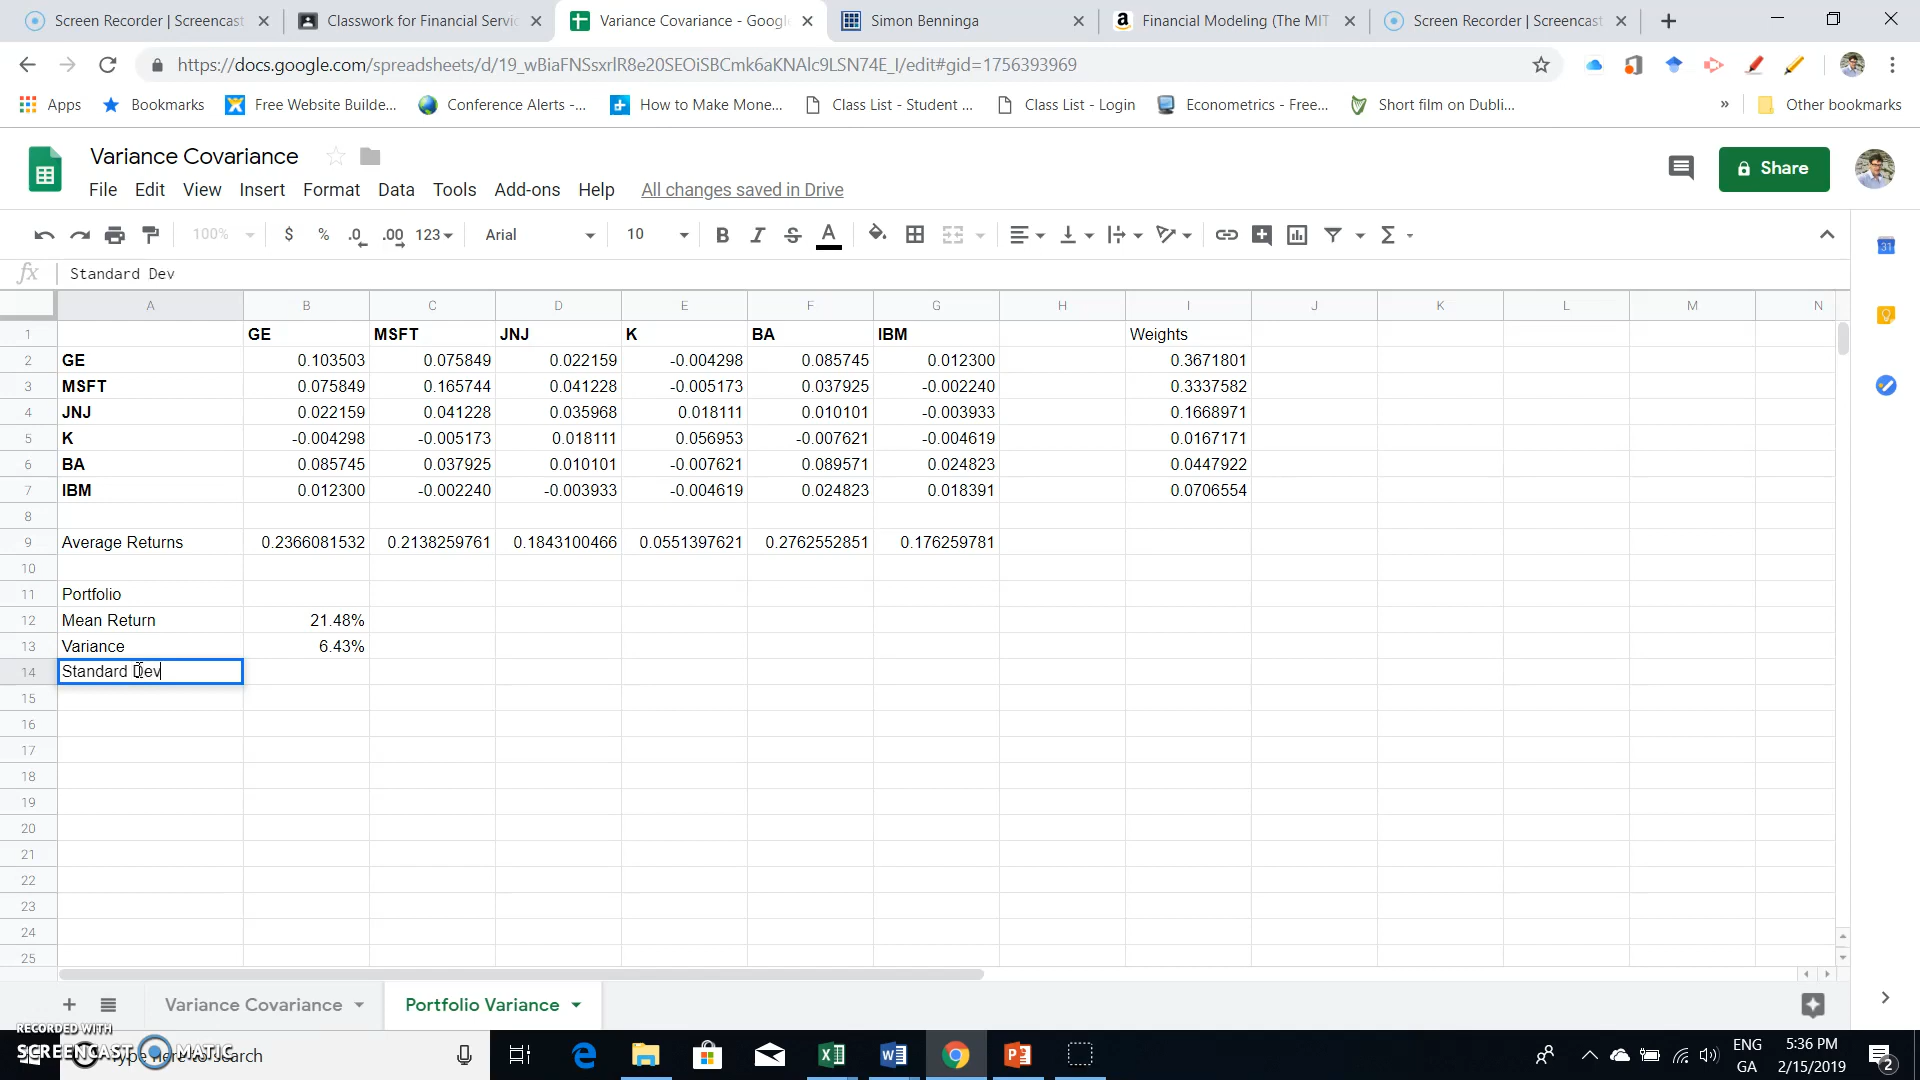 Screen Recorder | Screencast
Classwork for Financial Servic
Variance Covariance - Google
Simon Benninga
Financial Modeling (The MIT
Screen Recorder | Screencast
https://docs.google.com/spreadsheets/d/19_wBiaFNSsxrlR8e20SEOiSBCmk6aKNAlc9LSN74E_I/edit#gid=1756393969
Apps
Bookmarks
Free Website Builde...
Conference Alerts -...
How to Make Mone...
Class List - Student ...
Class List - Login
Econometrics - Free...
Short film on Dubli...
»
Other bookmarks
Variance Covariance
File Edit View Insert Format Data Tools Add-ons Help All changes saved in Drive
Share
100% $ % .0 .00 123 Arial 10 B I S A Σ
fx Standard Dev
A B C D E F G H I J K L M N
1 GE MSFT JNJ K BA IBM Weights
2 GE 0.103503 0.075849 0.022159 -0.004298 0.085745 0.012300 0.3671801
3 MSFT 0.075849 0.165744 0.041228 -0.005173 0.037925 -0.002240 0.3337582
4 JNJ 0.022159 0.041228 0.035968 0.018111 0.010101 -0.003933 0.1668971
5 K -0.004298 -0.005173 0.018111 0.056953 -0.007621 -0.004619 0.0167171
6 BA 0.085745 0.037925 0.010101 -0.007621 0.089571 0.024823 0.0447922
7 IBM 0.012300 -0.002240 -0.003933 -0.004619 0.024823 0.018391 0.0706554
8
9 Average Returns 0.2366081532 0.2138259761 0.1843100466 0.0551397621 0.2762552851 0.176259781
10
11 Portfolio
12 Mean Return 21.48%
13 Variance 6.43%
14 Standard Dev
15
16
17
18
19
20
21
22
23
24
25
31
Variance Covariance
Portfolio Variance
RECORDED WITH
SCREENCAST MATIC
Type here to search
ENG
GA
5:36 PM
2/15/2019
2